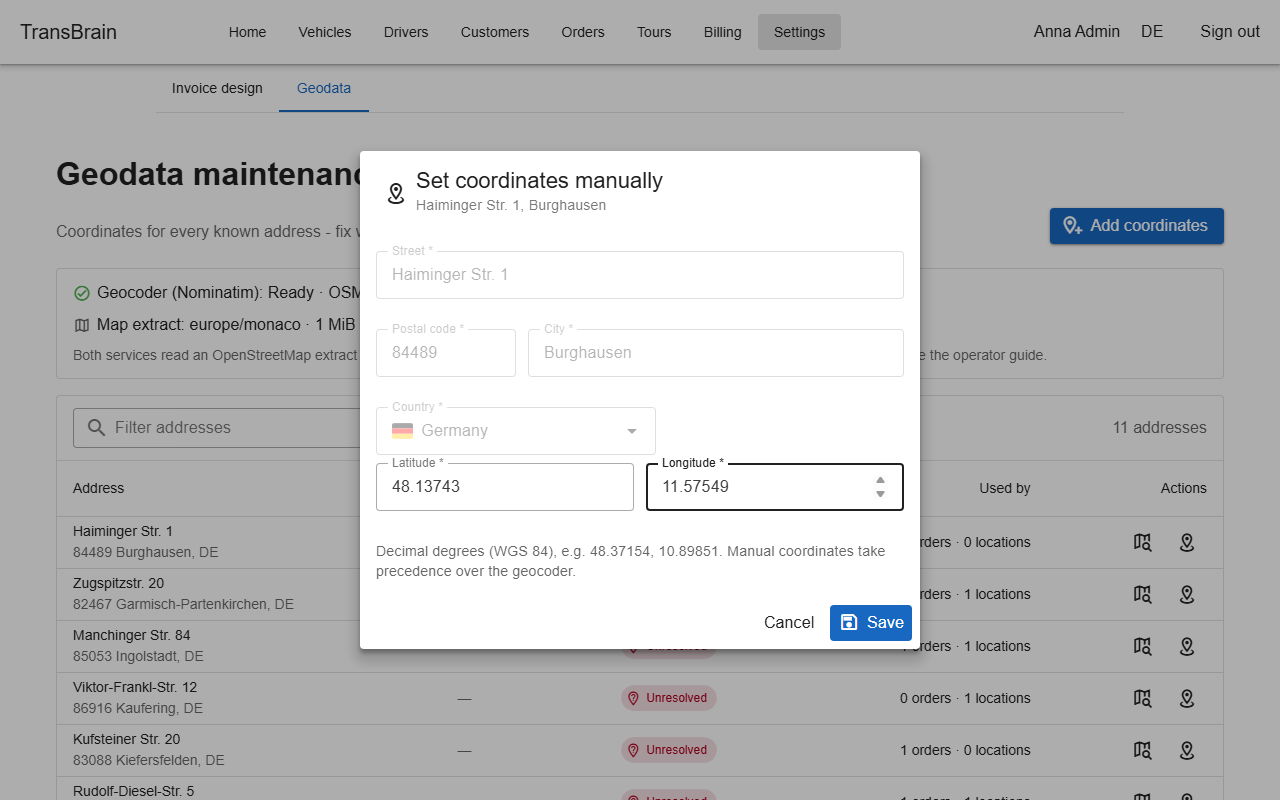 TransBrain Home Vehicles Drivers Customers Orders Tours Billing Settings Anna Admin DE Sign out
Invoice design Geodata
Geodata maintenanc
Coordinates for every known address - fix
Add coordinates
Geocoder (Nominatim): Ready · OSM
Map extract: europe/monaco · 1 MiB
Both services read an OpenStreetMap extract
the operator guide.
Filter addresses
11 addresses
Address Used by Actions
Haiminger Str. 1
84489 Burghausen, DE
0 locations
Zugspitzstr. 20
82467 Garmisch-Partenkirchen, DE
1 locations
Manchinger Str. 84
85053 Ingolstadt, DE
1 locations
Viktor-Frankl-Str. 12
86916 Kaufering, DE
— Unresolved 0 orders · 1 locations
Kufsteiner Str. 20
83088 Kiefersfelden, DE
— Unresolved 1 orders · 0 locations
Rudolf-Diesel-Str. 5
Set coordinates manually
Haiminger Str. 1, Burghausen
Street *
Haiminger Str. 1
Postal code *
84489
City *
Burghausen
Country *
Germany
Latitude *
48.13743
Longitude *
11.57549
Decimal degrees (WGS 84), e.g. 48.37154, 10.89851. Manual coordinates take
precedence over the geocoder.
Cancel Save